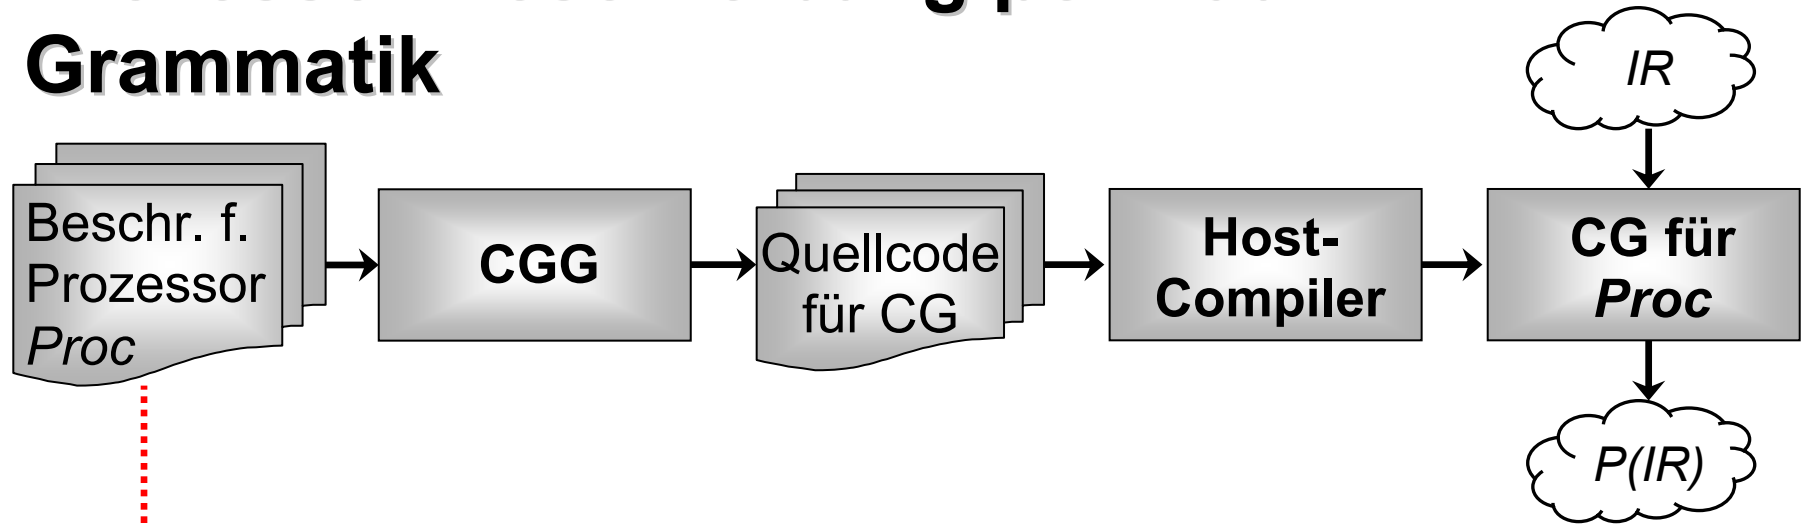 Grammatik
IR
Beschr. f.
Prozessor
Proc
CGG
Quellcode
für CG
Host-
Compiler
CG für
Proc
P(IR)